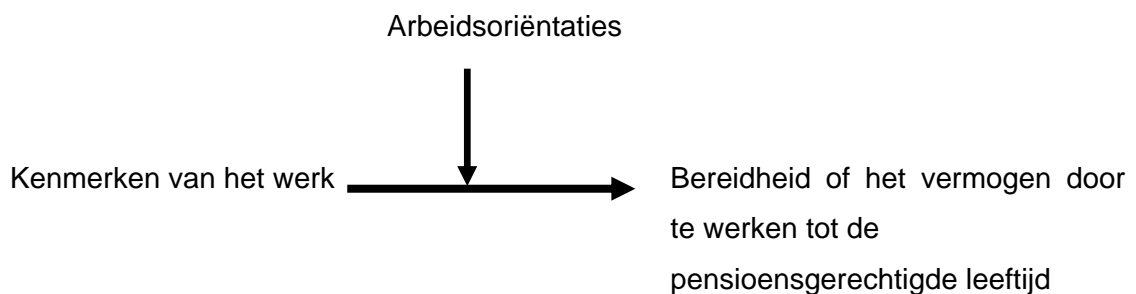 Arbeidsoriëntaties
Kenmerken van het werk
Bereidheid of het vermogen door
te werken tot de
pensioensgerechtigde leeftijd